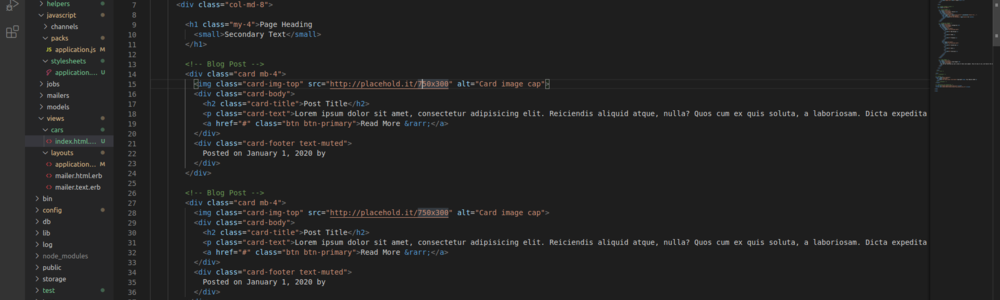 helpers
javascript
channels
packs
application.js M
stylesheets
application.... U
jobs
mailers
models
views
cars
index.html.... U
layouts
application... M
mailer.html.erb
mailer.text.erb
bin
config
db
lib
log
node_modules
public
storage
test
7 <div class="col-md-8">
8
9 <h1 class="my-4">Page Heading
10 <small>Secondary Text</small>
11 </h1>
12
13 <!-- Blog Post -->
14 <div class="card mb-4">
15 <img class="card-img-top" src="http://placehold.it/750x300" alt="Card image cap">
16 <div class="card-body">
17 <h2 class="card-title">Post Title</h2>
18 <p class="card-text">Lorem ipsum dolor sit amet, consectetur adipisicing elit. Reiciendis aliquid atque, nulla? Quos cum ex quis soluta, a laboriosam. Dicta expedita
19 <a href="#" class="btn btn-primary">Read More &rarr;</a>
20 </div>
21 <div class="card-footer text-muted">
22 Posted on January 1, 2020 by
23 </div>
24 </div>
25
26 <!-- Blog Post -->
27 <div class="card mb-4">
28 <img class="card-img-top" src="http://placehold.it/750x300" alt="Card image cap">
29 <div class="card-body">
30 <h2 class="card-title">Post Title</h2>
31 <p class="card-text">Lorem ipsum dolor sit amet, consectetur adipisicing elit. Reiciendis aliquid atque, nulla? Quos cum ex quis soluta, a laboriosam. Dicta expedita
32 <a href="#" class="btn btn-primary">Read More &rarr;</a>
33 </div>
34 <div class="card-footer text-muted">
35 Posted on January 1, 2020 by
36